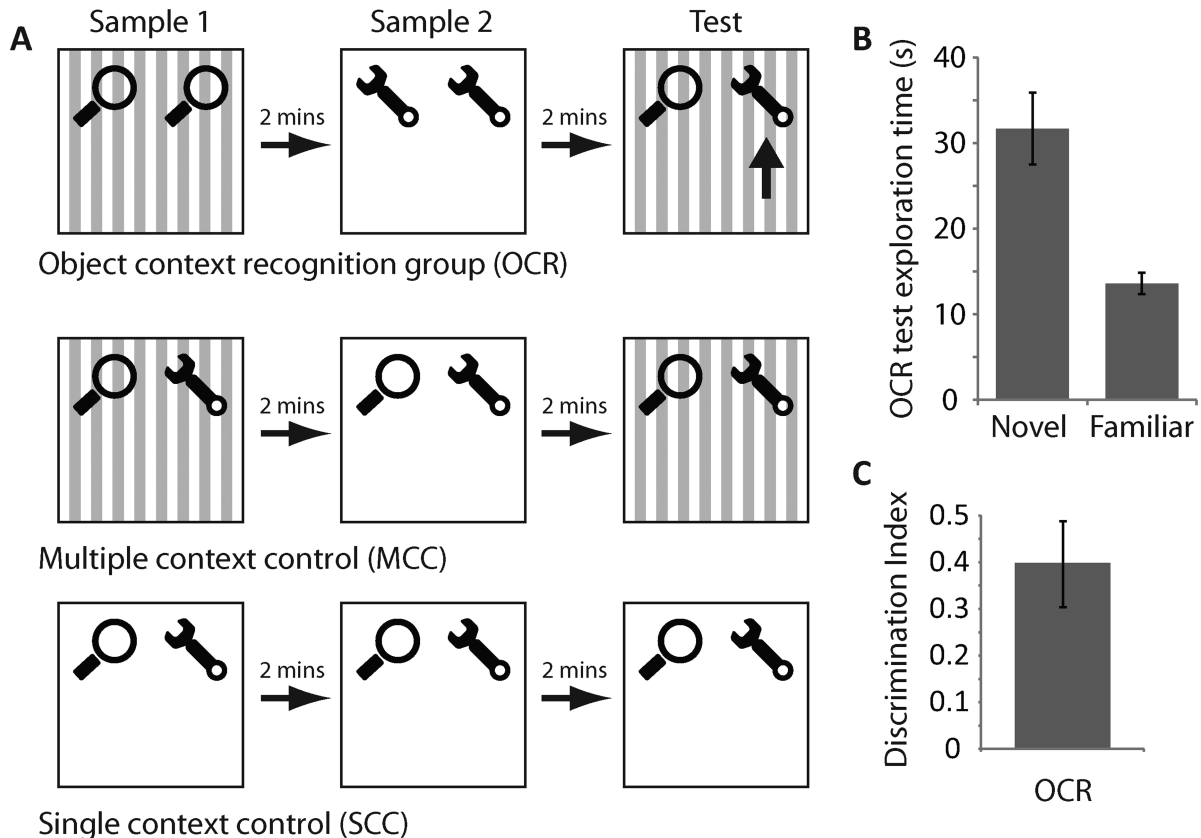 A
Sample 1
Sample 2
Test
2 mins
2 mins
Object context recognition group (OCR)
2 mins
2 mins
Multiple context control (MCC)
2 mins
2 mins
Single context control (SCC)
B
OCR test exploration time (s)
40
30
20
10
0
Novel
Familiar
C
Discrimination Index
0.5
0.4
0.3
0.2
0.1
0
OCR